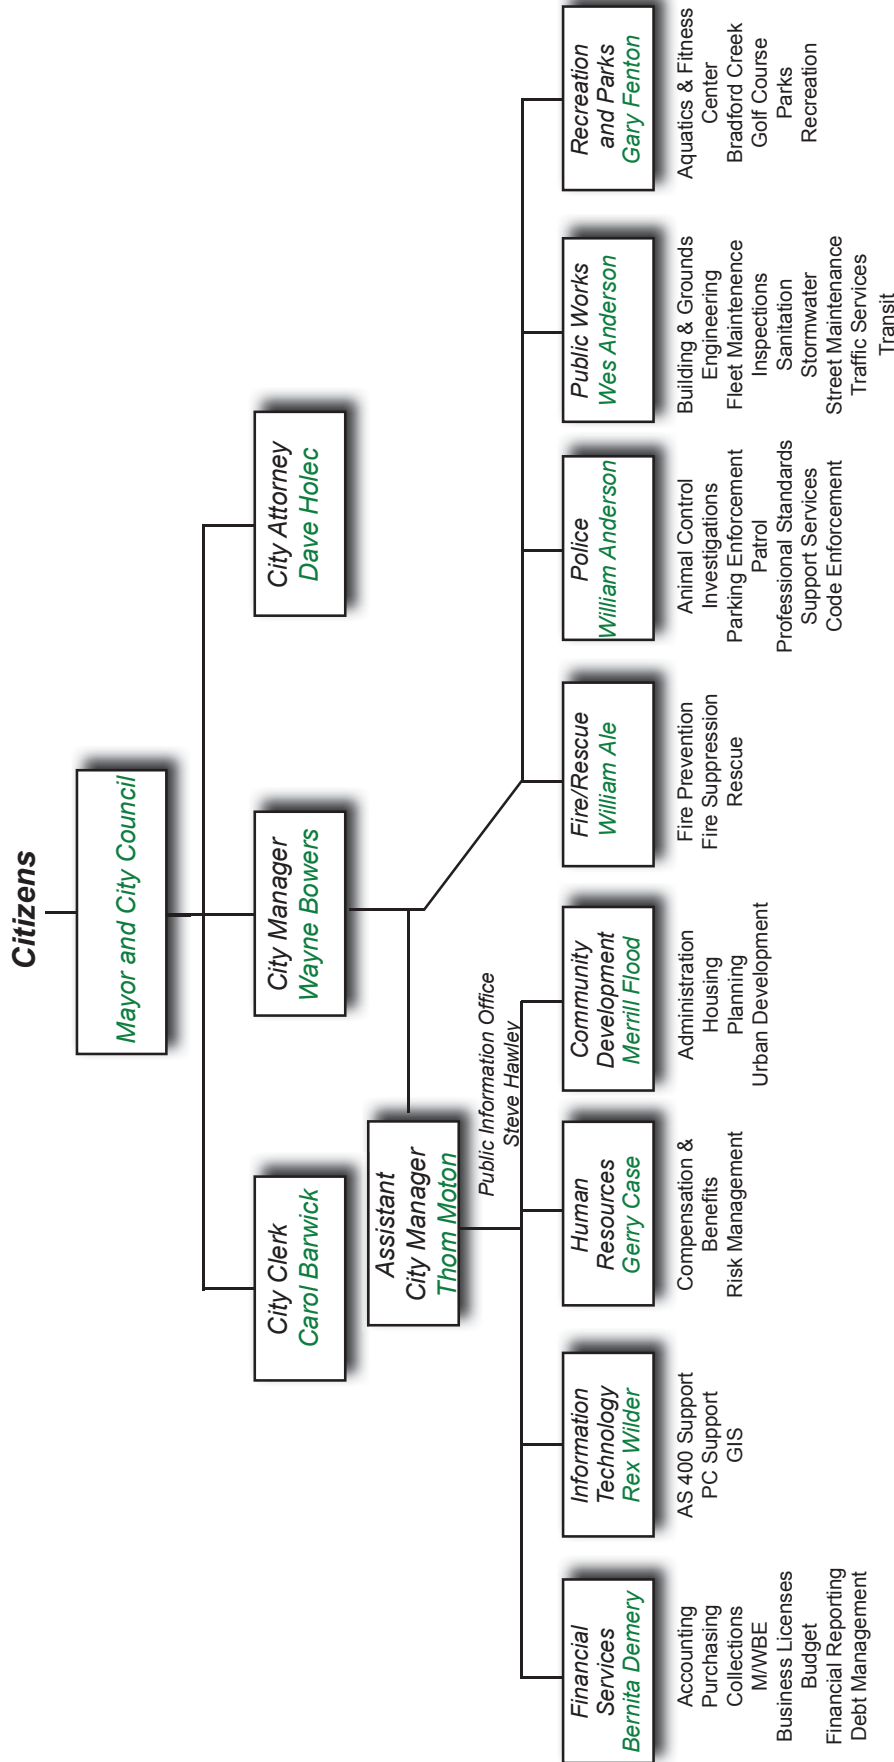 Citizens
Mayor and City Council
City Clerk
Carol Barwick
City Manager
Wayne Bowers
City Attorney
Dave Holec
Assistant
City Manager
Thom Moton
Public Information Office
Steve Hawley
Financial
Services
Bernita Demery
Accounting
Purchasing
Collections
M/WBE
Business Licenses
Budget
Financial Reporting
Debt Management
Information
Technology
Rex Wilder
AS 400 Support
PC Support
GIS
Human
Resources
Gerry Case
Compensation &
Benefits
Risk Management
Community
Development
Merrill Flood
Administration
Housing
Planning
Urban Development
Fire/Rescue
William Ale
Fire Prevention
Fire Suppression
Rescue
Police
William Anderson
Animal Control
Investigations
Parking Enforcement
Patrol
Professional Standards
Support Services
Code Enforcement
Public Works
Wes Anderson
Building & Grounds
Engineering
Fleet Maintenence
Inspections
Sanitation
Stormwater
Street Maintenance
Traffic Services
Transit
Recreation
and Parks
Gary Fenton
Aquatics & Fitness
Center
Bradford Creek
Golf Course
Parks
Recreation